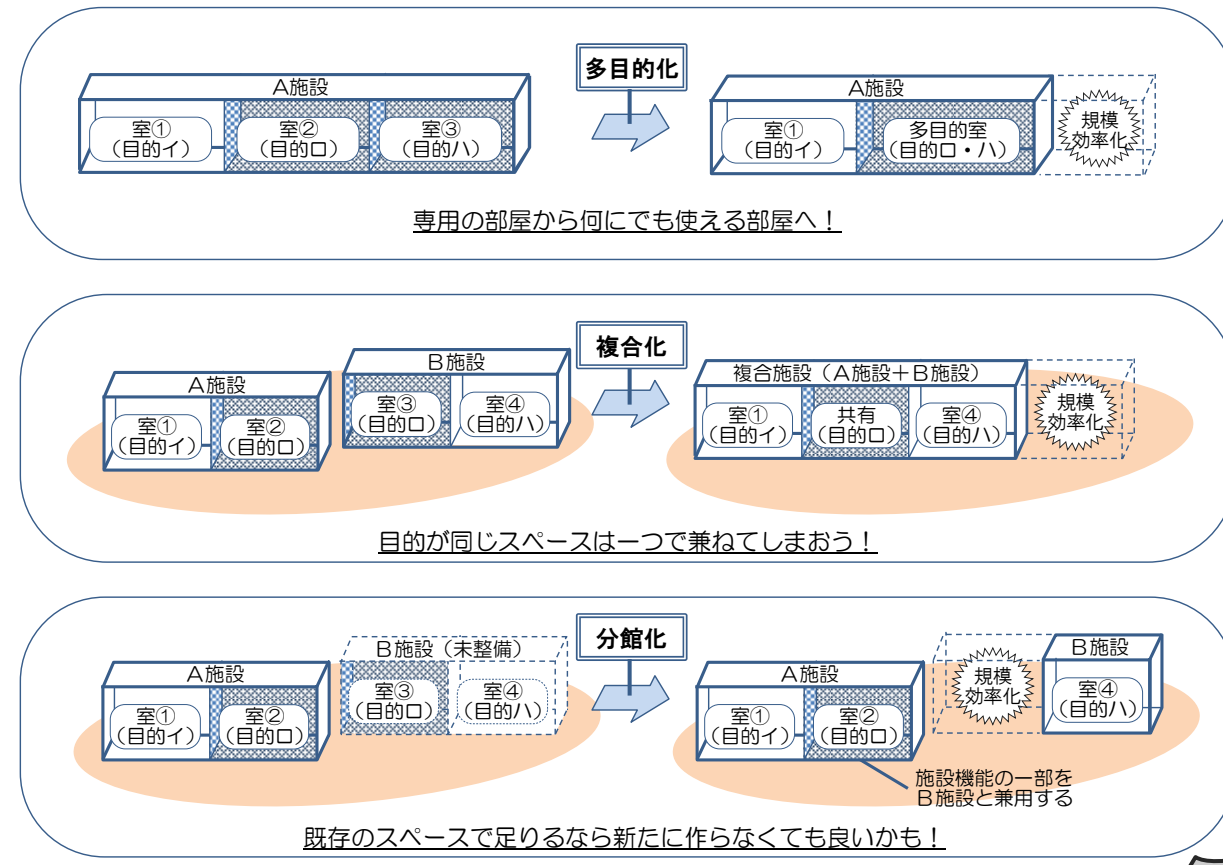 多目的化
A施設
室①
（目的イ）
室②
（目的ロ）
室③
（目的ハ）
A施設
室①
（目的イ）
多目的室
（目的ロ・ハ）
規模
効率化
専用の部屋から何にでも使える部屋へ！
複合化
A施設
室①
（目的イ）
室②
（目的ロ）
B施設
室③
（目的ロ）
室④
（目的ハ）
複合施設（A施設＋B施設）
室①
（目的イ）
共有
（目的ロ）
室④
（目的ハ）
規模
効率化
目的が同じスペースは一つで兼ねてしまおう！
分館化
A施設
室①
（目的イ）
室②
（目的ロ）
B施設（未整備）
室③
（目的ロ）
室④
（目的ハ）
A施設
室①
（目的イ）
室②
（目的ロ）
規模
効率化
B施設
室④
（目的ハ）
施設機能の一部を
B施設と兼用する
既存のスペースで足りるなら新たに作らなくても良いかも！